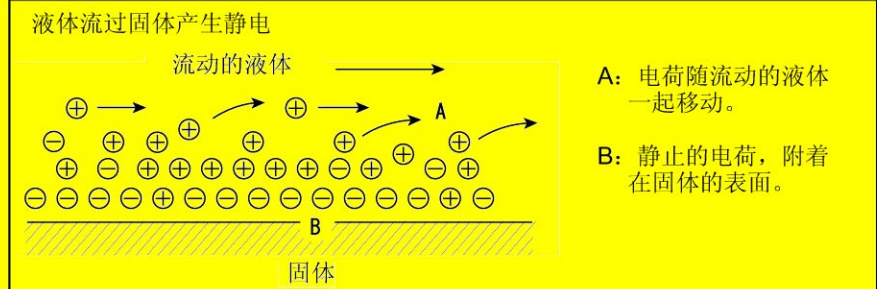 液体流过固体产生静电
流动的液体
A
B
固体
A：电荷随流动的液体
一起移动。
B：静止的电荷，附着
在固体的表面。